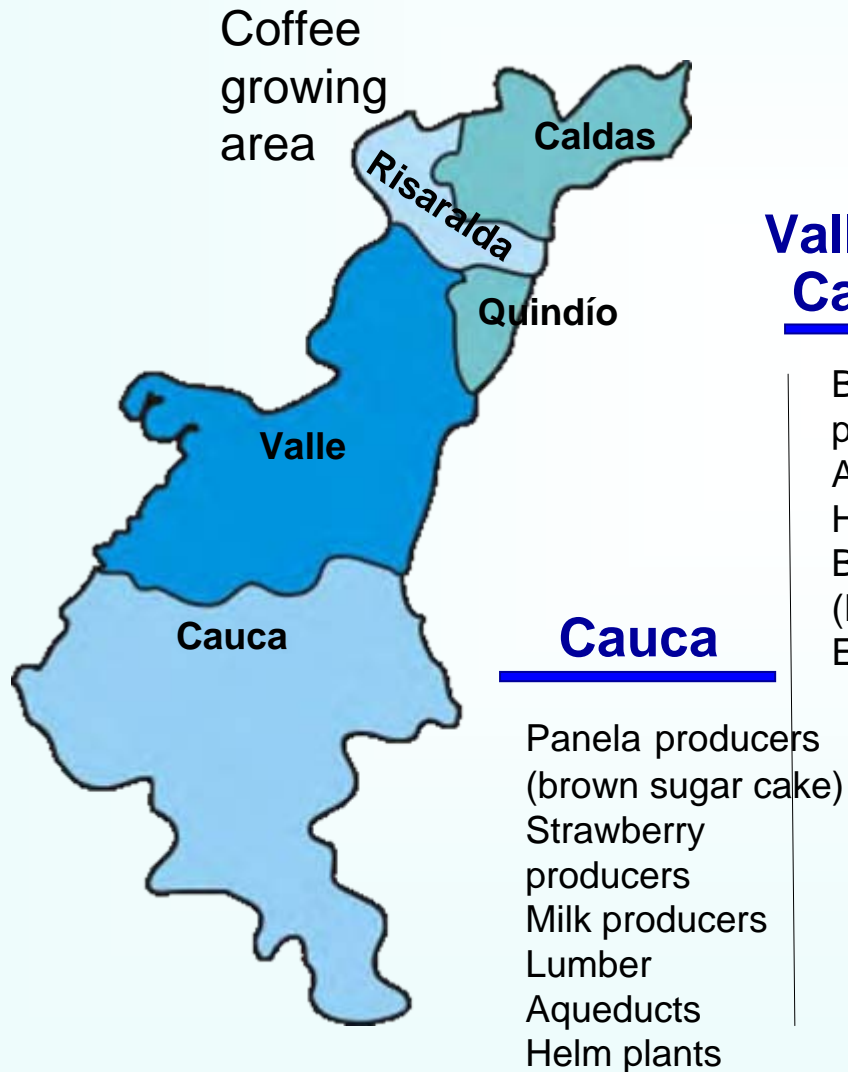 Coffee
growing
area
Caldas
Risaralda
Quindío
Valle
Cauca
Cauca
Panela producers
(brown sugar cake)
Strawberry
producers
Milk producers
Lumber
Aqueducts
Helm plants